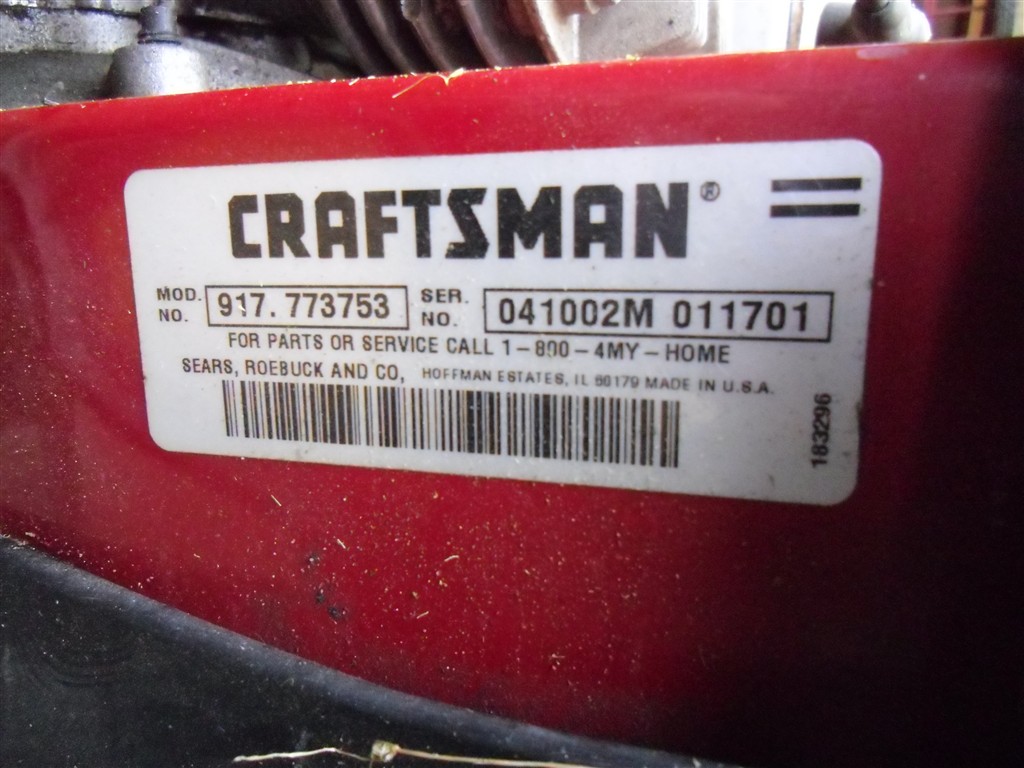 CRAFTSMAN®
MOD. NO. 917.773753 SER. NO. 041002M 011701
FOR PARTS OR SERVICE CALL 1-800-4MY-HOME
SEARS, ROEBUCK AND CO, HOFFMAN ESTATES, IL 60179 MADE IN U.S.A.
183296